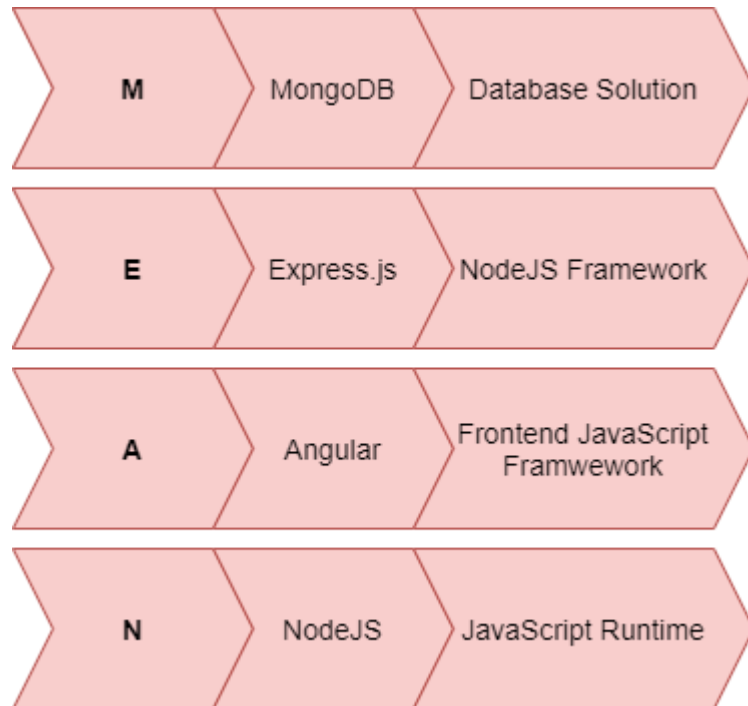 M MongoDB Database Solution
E Express.js NodeJS Framework
A Angular Frontend JavaScript
Framwework
N NodeJS JavaScript Runtime